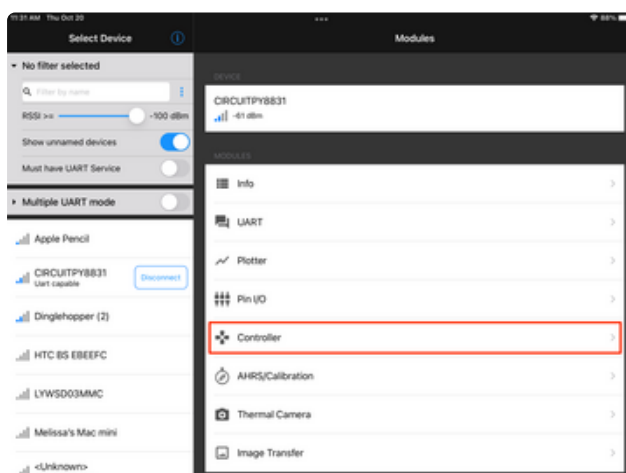 11:31 AM Thu Oct 20
88%
Select Device
Modules
No filter selected
Filter by name
RSSI >=
-100 dBm
Show unnamed devices
Must have UART Service
Multiple UART mode
Apple Pencil
CIRCUITPY8831
Uart capable
Disconnect
Dinglehopper (2)
HTC BS EBEEFC
LYWSD03MMC
Melissa's Mac mini
<Unknown>
DEVICE
CIRCUITPY8831
-61 dBm
MODULES
Info
UART
Plotter
Pin I/O
Controller
AHRS/Calibration
Thermal Camera
Image Transfer